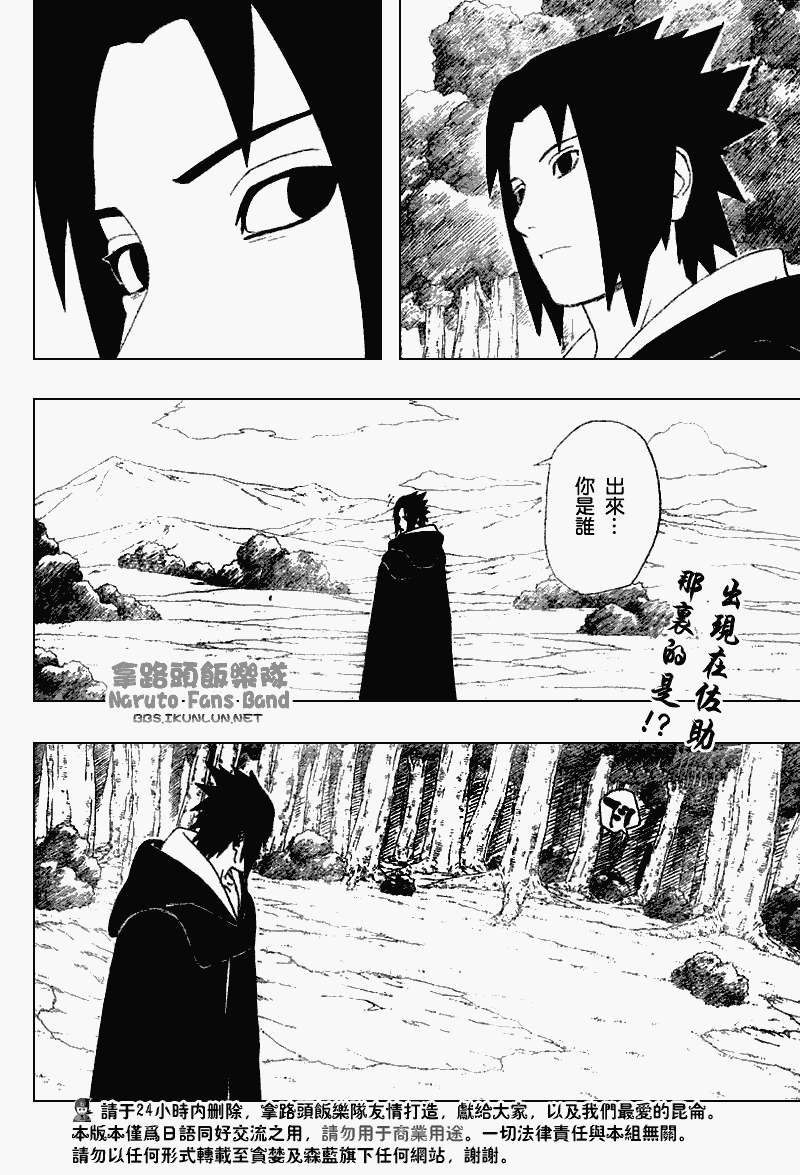 出來…
你是誰
出現在佐助
那裏的是!?
拿路頭飯樂隊
Naruto·Fans·Band
BBS.IKUNLUN.NET
請于24小時內刪除，拿路頭飯樂隊友情打造，獻給大家，以及我們最愛的昆侖。
本版本僅爲日語同好交流之用，請勿用于商業用途。一切法律責任與本組無關。
請勿以任何形式轉載至貪婪及森藍旗下任何網站，謝謝。